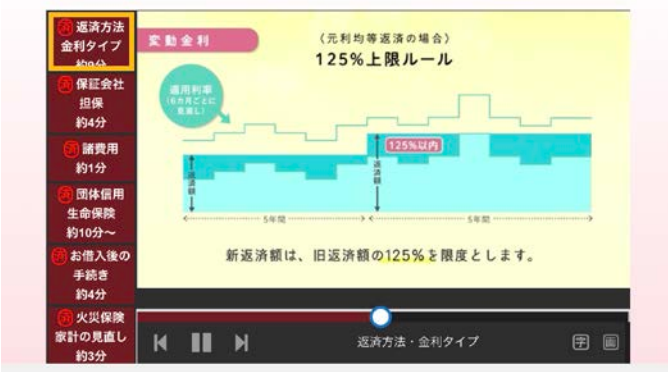 済 返済方法
金利タイプ
約9分
済 保証会社
担保
約4分
済 諸費用
約1分
済 団体信用
生命保険
約10分～
済 お借入後の
手続き
約4分
済 火災保険
家計の見直し
約3分
変動金利
（元利均等返済の場合）
125%上限ルール
適用利率
（6カ月ごとに
見直し）
125%以内
返済額
返済額
5年間
5年間
新返済額は、旧返済額の125%を限度とします。
返済方法・金利タイプ
字
画